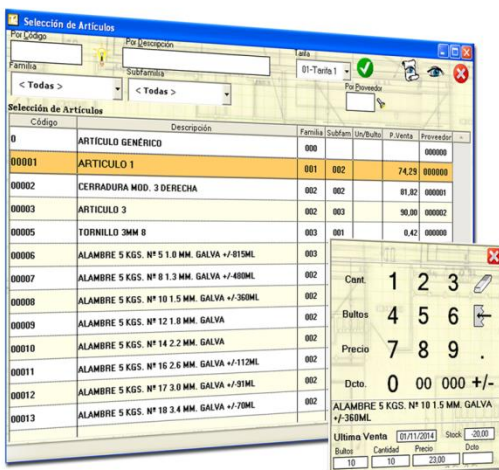 Selección de Artículos
Por Código Por Descripción Tarifa
01-Tarifa 1
Familia Subfamilia Por Proveedor
< Todas > < Todas >
Selección de Artículos
Código Descripción Familia Subfam Un/Bulto P.Venta Proveedor
0 ARTÍCULO GENÉRICO 000 000000
00001 ARTICULO 1 001 002 74,29 000000
00002 CERRADURA MOD. 3 DERECHA 002 002 81,82 000001
00003 ARTICULO 3 002 003 90,00 000002
00005 TORNILLO 3MM 8 003 001 0,42 000000
00006 ALAMBRE 5 KGS. Nº 5 1.0 MM. GALVA +/-815ML 003
00007 ALAMBRE 5 KGS. Nº 8 1.3 MM. GALVA +/-480ML 002
00008 ALAMBRE 5 KGS. Nº 10 1.5 MM. GALVA +/-360ML 002
00009 ALAMBRE 5 KGS. Nº 12 1.8 MM. GALVA 002
00010 ALAMBRE 5 KGS. Nº 14 2.2 MM. GALVA 002
00011 ALAMBRE 5 KGS. Nº 16 2.6 MM. GALVA +/-112ML 002
00012 ALAMBRE 5 KGS. Nº 17 3.0 MM. GALVA +/-91ML 002
00013 ALAMBRE 5 KGS. Nº 18 3.4 MM. GALVA +/-70ML 002
Cant. 1 2 3
Bultos 4 5 6
Precio 7 8 9 .
Dcto. 0 00 000 +/-
ALAMBRE 5 KGS. Nº 10 1.5 MM. GALVA
+/-360ML
Ultima Venta 01/11/2014 Stock -20,00
Bultos Cantidad Precio Dcto
10 10 23,00